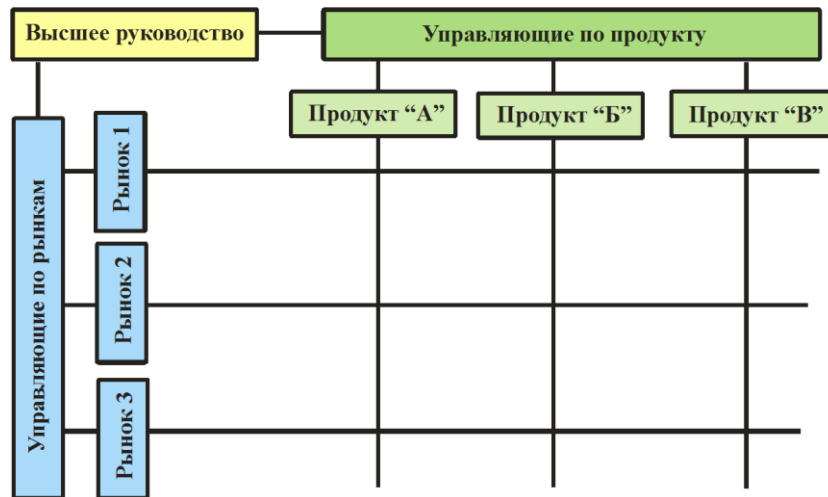 Высшее руководство
Управляющие по продукту
Продукт “А”
Продукт “Б”
Продукт “В”
Управляющие по рынкам
Рынок 1
Рынок 2
Рынок 3